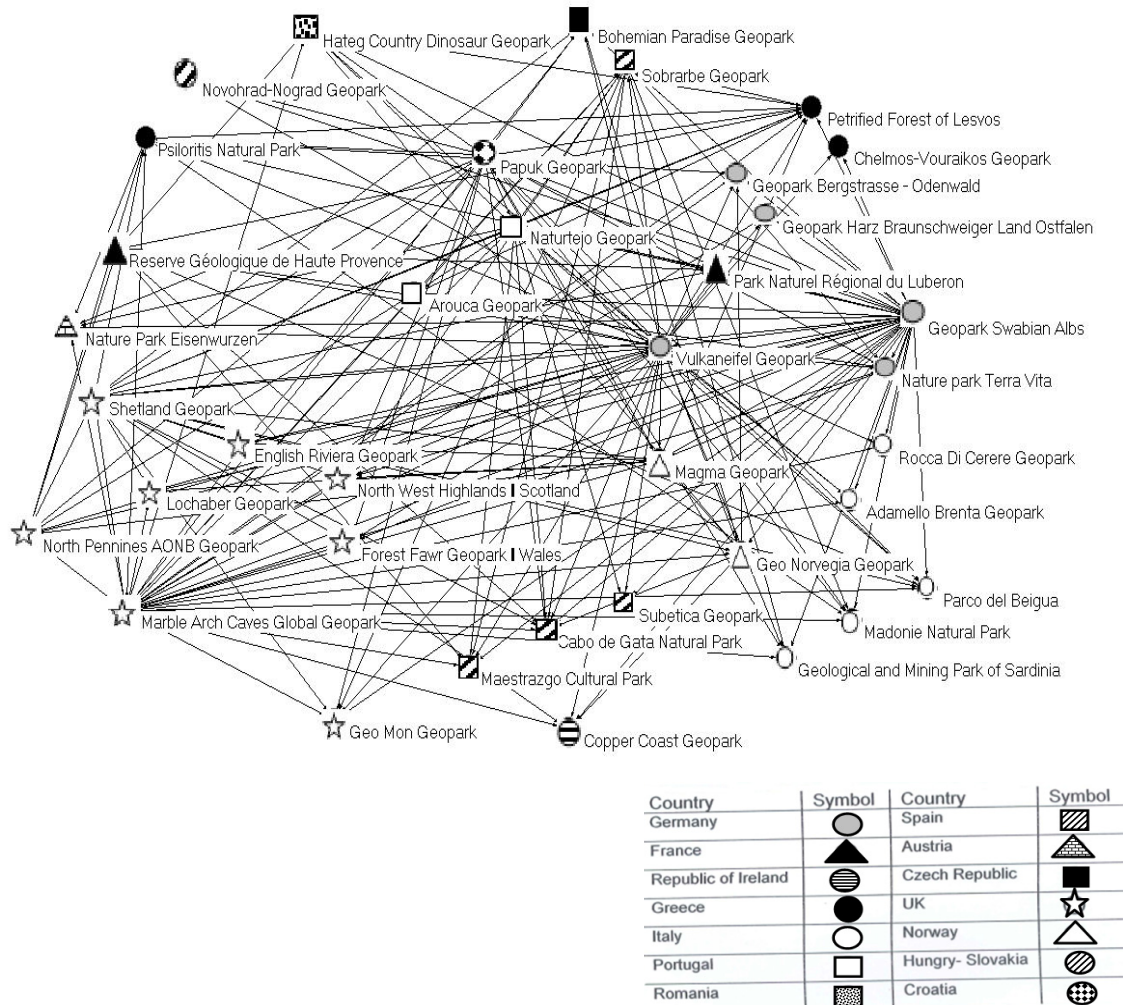 Hateg Country Dinosaur Geopark
Bohemian Paradise Geopark
Sobrarbe Geopark
Novohrad-Nograd Geopark
Petrified Forest of Lesvos
Psiloritis Natural Park
Chelmos-Vouraikos Geopark
Papuk Geopark
Geopark Bergstrasse - Odenwald
Geopark Harz Braunschweiger Land Ostfalen
Naturtejo Geopark
Reserve Géologique de Haute Provence
Park Naturel Régional du Luberon
Arouca Geopark
Geopark Swabian Albs
Nature Park Eisenwurzen
Vulkaneifel Geopark
Nature park Terra Vita
Shetland Geopark
English Riviera Geopark
Rocca Di Cerere Geopark
Magma Geopark
North West Highlands I Scotland
Lochaber Geopark
Adamello Brenta Geopark
North Pennines AONB Geopark
Forest Fawr Geopark I Wales
Geo Norvegia Geopark
Parco del Beigua
Marble Arch Caves Global Geopark
Subetica Geopark
Madonie Natural Park
Cabo de Gata Natural Park
Geological and Mining Park of Sardinia
Maestrazgo Cultural Park
Geo Mon Geopark
Copper Coast Geopark
Country Symbol Country Symbol
Germany Spain
France Austria
Republic of Ireland Czech Republic
Greece UK
Italy Norway
Portugal Hungry- Slovakia
Romania Croatia